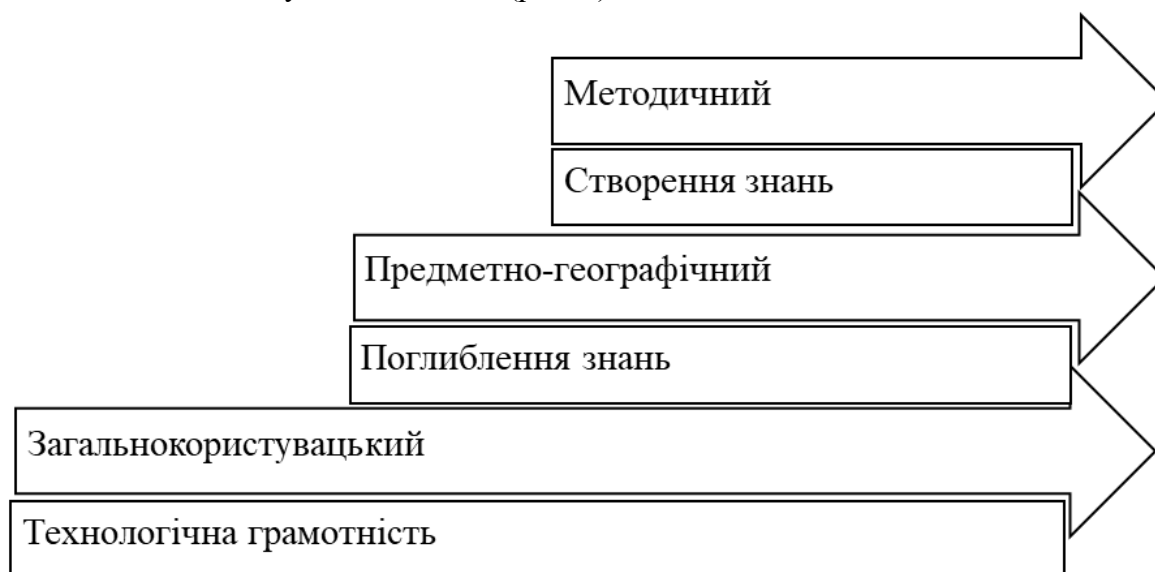 Методичний
Створення знань
Предметно-географічний
Поглиблення знань
Загальнокористувацький
Технологічна грамотність